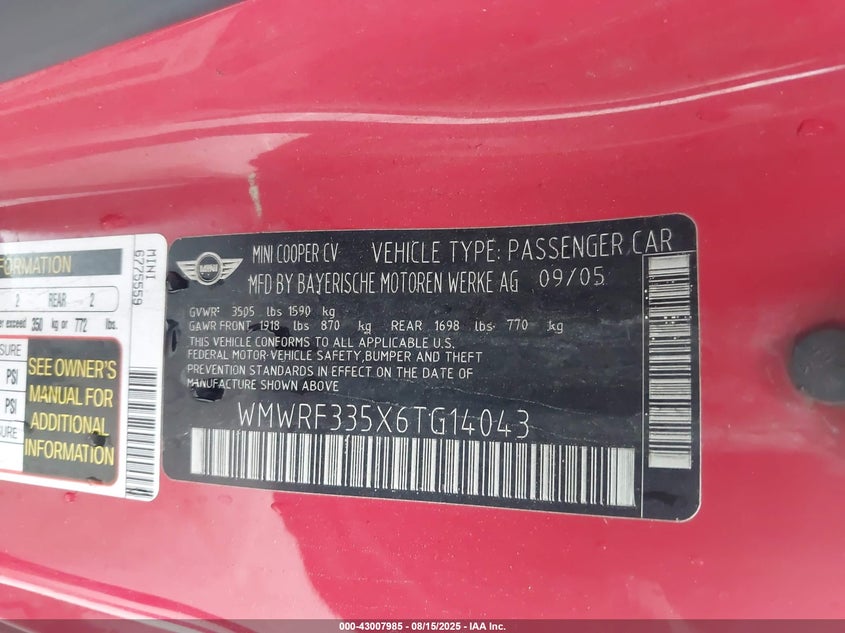 MINI
MINI COOPER CV VEHICLE TYPE: PASSENGER CAR
MFD BY BAYERISCHE MOTOREN WERKE AG 09/05
GVWR: 3505 lbs 1590 kg
GAWR FRONT 1918 lbs 870 kg REAR 1698 lbs 770 kg
THIS VEHICLE CONFORMS TO ALL APPLICABLE U.S.
FEDERAL MOTOR VEHICLE SAFETY, BUMPER AND THEFT
PREVENTION STANDARDS IN EFFECT ON THE DATE OF
MANUFACTURE SHOWN ABOVE
WMWRF335X6TG14043
ORMATION
2 REAR 2
er exceed 350 kg or 772 lbs.
SURE
PSI
PSI
SURE
SEE OWNER'S
MANUAL FOR
ADDITIONAL
INFORMATION
MINI
6775559
000-43007985 - 08/15/2025 - IAA Inc.